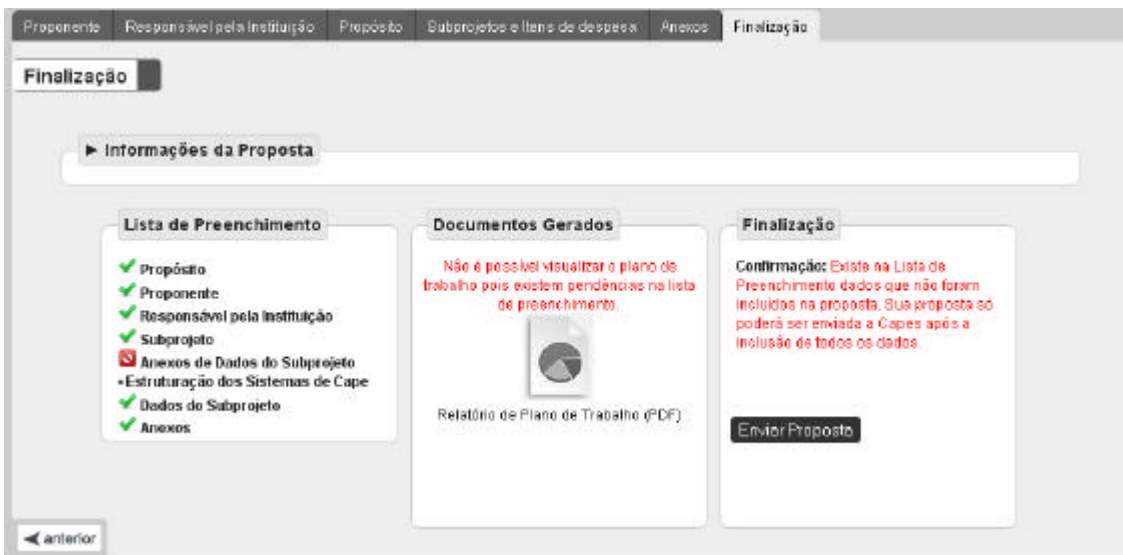 Proponente
Responsável pela Instituição
Propósito
Subprojetos e Itens de despesa
Anexos
Finalização
Finalização
► Informações da Proposta
Lista de Preenchimento
Propósito
Proponente
Responsável pela Instituição
Subprojeto
Anexos de Dados do Subprojeto
-Estruturação dos Sistemas de Cape
Dados do Subprojeto
Anexos
Documentos Gerados
Não é possível visualizar o plano de
trabalho pois existem pendências na lista
de preenchimento.
Relatório de Plano de Trabalho (PDF)
Finalização
Confirmação: Existe na Lista de
Preenchimento dados que não foram
incluídos na proposta. Sua proposta só
poderá ser enviada a Capes após a
inclusão de todos os dados.
Enviar Proposta
anterior